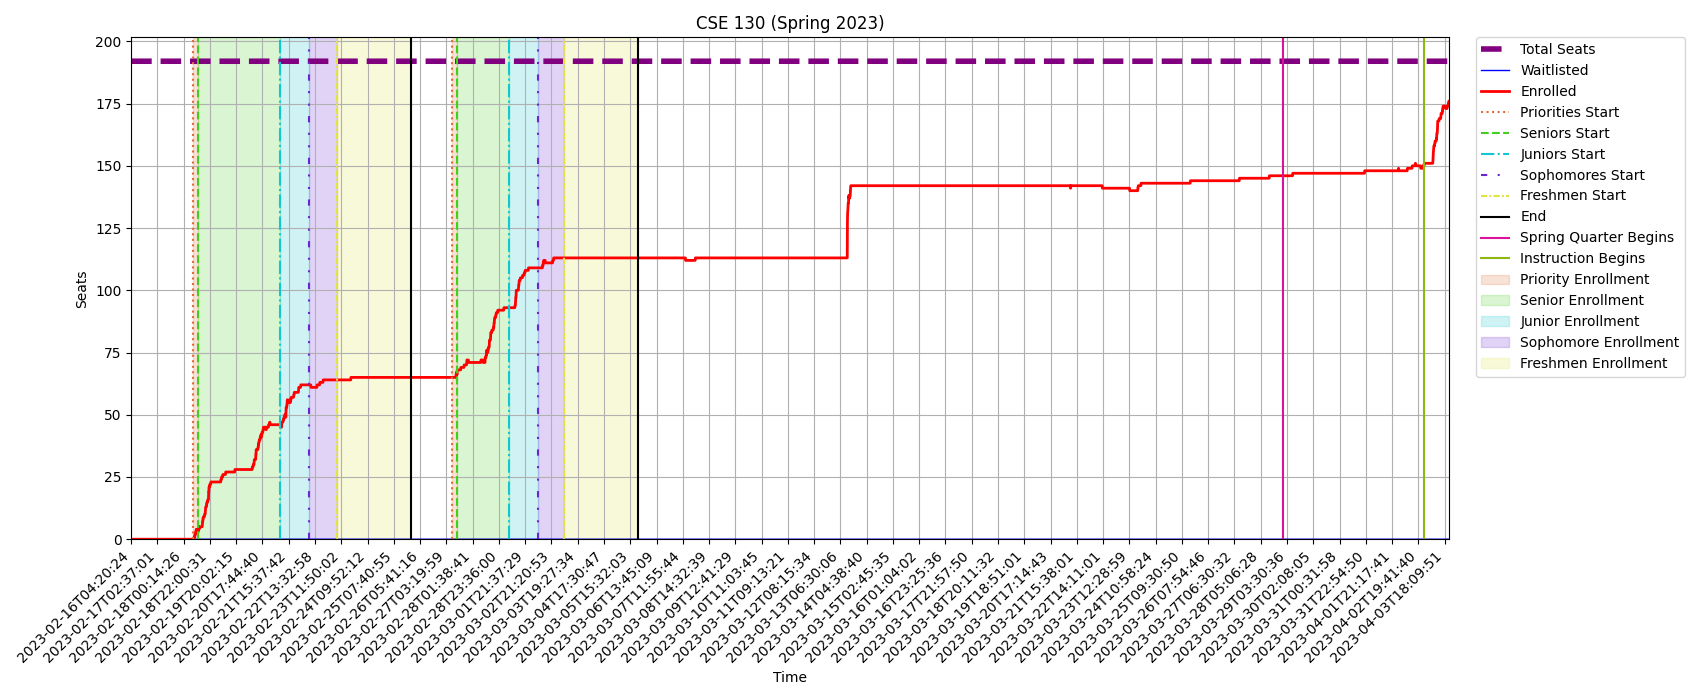 CSE 130 (Spring 2023)
Seats
200
175
150
125
100
75
50
25
0
2023-02-16T04:20:24
2023-02-17T02:37:01
2023-02-18T00:14:26
2023-02-18T22:00:31
2023-02-19T20:02:15
2023-02-20T17:44:40
2023-02-21T15:37:42
2023-02-22T13:32:58
2023-02-23T11:50:02
2023-02-24T09:52:12
2023-02-25T07:40:55
2023-02-26T05:41:16
2023-02-27T03:19:59
2023-02-28T01:38:41
2023-02-28T23:36:00
2023-03-01T21:37:29
2023-03-02T21:20:53
2023-03-03T19:27:34
2023-03-04T17:30:47
2023-03-05T15:32:03
2023-03-06T13:45:09
2023-03-07T11:55:44
2023-03-08T14:32:39
2023-03-09T12:41:29
2023-03-10T11:03:45
2023-03-11T09:13:21
2023-03-12T08:15:34
2023-03-13T06:30:06
2023-03-14T04:38:40
2023-03-15T02:45:35
2023-03-16T01:04:02
2023-03-16T23:25:36
2023-03-17T21:57:50
2023-03-18T20:11:32
2023-03-19T18:51:01
2023-03-20T17:14:43
2023-03-21T15:38:01
2023-03-22T14:11:01
2023-03-23T12:28:59
2023-03-24T10:58:24
2023-03-25T09:30:50
2023-03-26T07:54:46
2023-03-27T06:30:32
2023-03-28T05:06:28
2023-03-29T03:30:36
2023-03-30T02:08:05
2023-03-31T00:31:58
2023-03-31T22:54:50
2023-04-01T21:17:41
2023-04-02T19:41:40
2023-04-03T18:09:51
Time
Total Seats
Waitlisted
Enrolled
Priorities Start
Seniors Start
Juniors Start
Sophomores Start
Freshmen Start
End
Spring Quarter Begins
Instruction Begins
Priority Enrollment
Senior Enrollment
Junior Enrollment
Sophomore Enrollment
Freshmen Enrollment